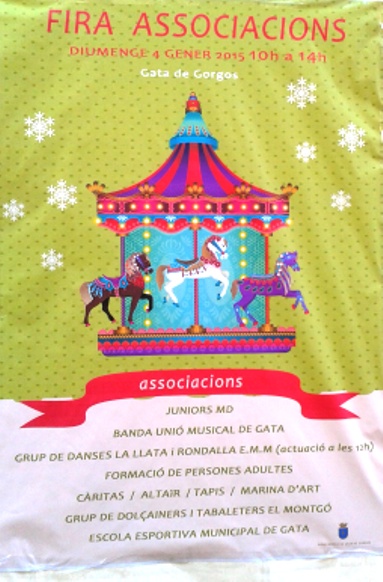 FIRA ASSOCIACIONS
DIUMENGE 4 GENER 2015 10h a 14h
Gata de Gorgos
associacions
JUNIORS MD
BANDA UNIÓ MUSICAL DE GATA
FORMACIÓ DE PERSONES ADULTES
GRUP DE DANSES LA LLATA i RONDALLA E.M.M (actuació a les 12h)
CÀRITAS / ALTAIR / TAPIS / MARINA D'ART
GRUP DE DOLÇAINERS I TABALETERS EL MONTGÓ
ESCOLA ESPORTIVA MUNICIPAL DE GATA